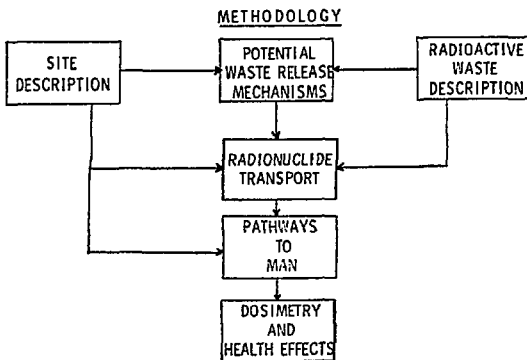 METHODOLOGY
SITE
DESCRIPTION
POTENTIAL
WASTE RELEASE
MECHANISMS
RADIOACTIVE
WASTE
DESCRIPTION
RADIONUCLIDE
TRANSPORT
PATHWAYS
TO
MAN
DOSIMETRY
AND
HEALTH EFFECTS